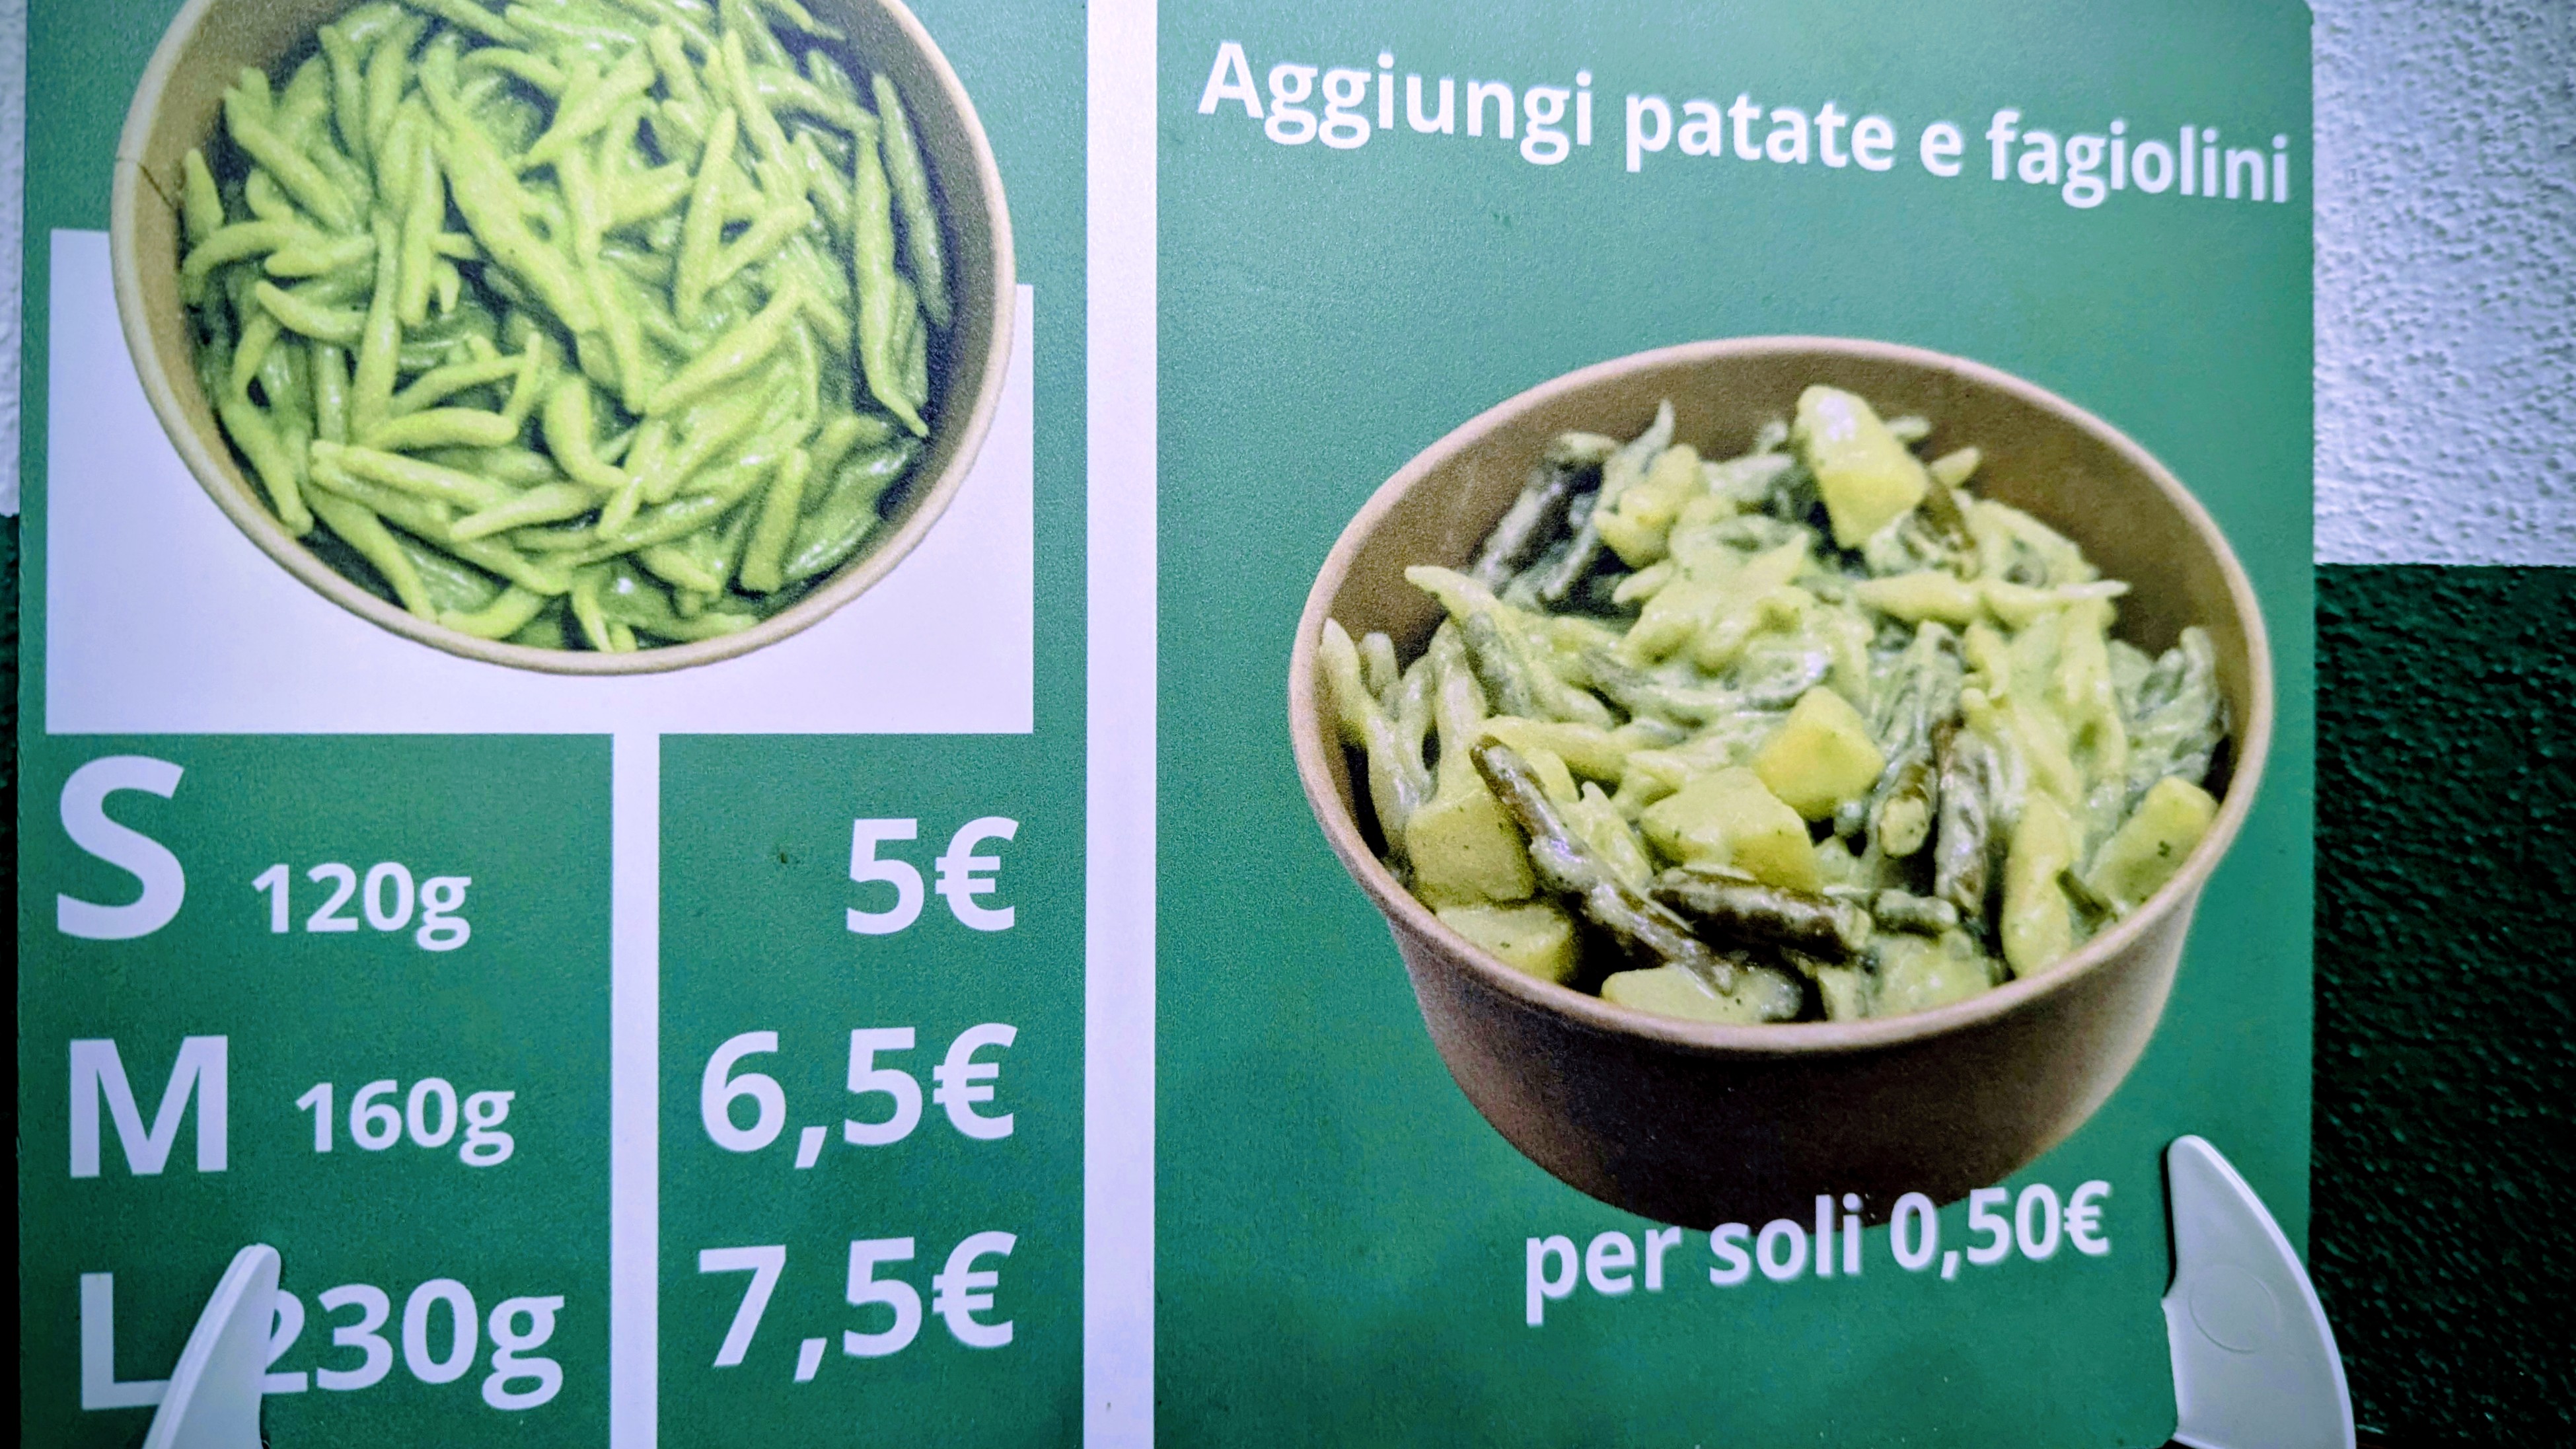 S 120g 5€
M 160g 6,5€
L 230g 7,5€
Aggiungi patate e fagiolini
per soli 0,50€